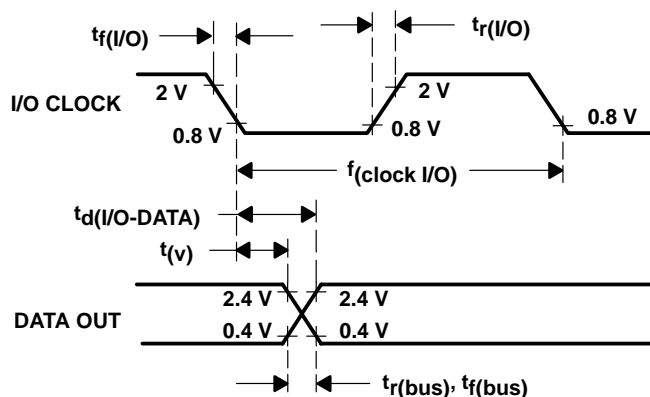 tf(I/O)
tr(I/O)
I/O CLOCK
2 V
2 V
0.8 V
0.8 V
0.8 V
f(clock I/O)
td(I/O-DATA)
t(v)
DATA OUT
2.4 V
2.4 V
0.4 V
0.4 V
tr(bus), tf(bus)